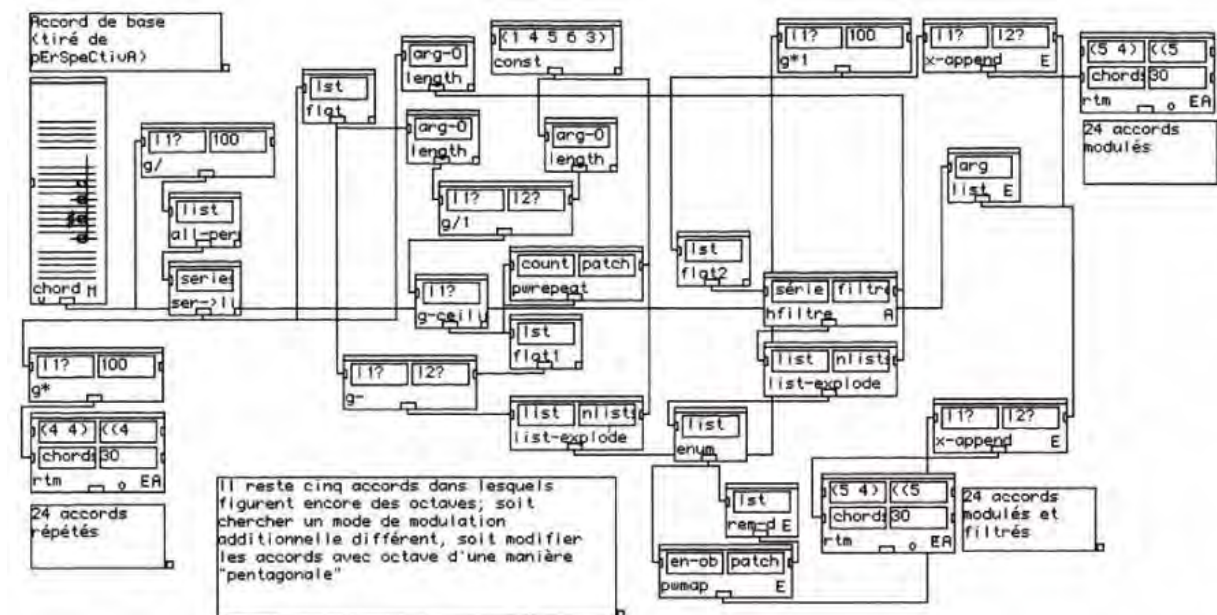 Accord de base
(tiré de
pErSpeCtivA)
chord M
l1? 100
g/
list
all-per
series
ser->li
lst
flat
arg-0
length
(1 4 5 6 3)
const
arg-0
length
arg-0
length
l1? l2?
g/1
count patch
pwrepeat
l1?
g-ceilu
lst
flat1
l1? l2?
g-
list nlists
list-explode
l1? 100
g*1
l1? l2?
x-append E
(5 4) ((5
chords 30
rtm o EA
24 accords
modulés
arg
list E
lst
flat2
série filtre
hfiltre A
list nlists
list-explode
list
enum
l1? l2?
x-append E
l1? 100
g*
(4 4) ((4
chords 30
rtm o EA
24 accords
répétés
Il reste cinq accords dans lesquels
figurent encore des octaves; soit
chercher un mode de modulation
additionnelle différent, soit modifier
les accords avec octave d'une manière
"pentagonale"
lst
rem-d E
en-ob patch
pwmap E
(5 4) ((5
chords 30
rtm o EA
24 accords
modulés et
filtrés